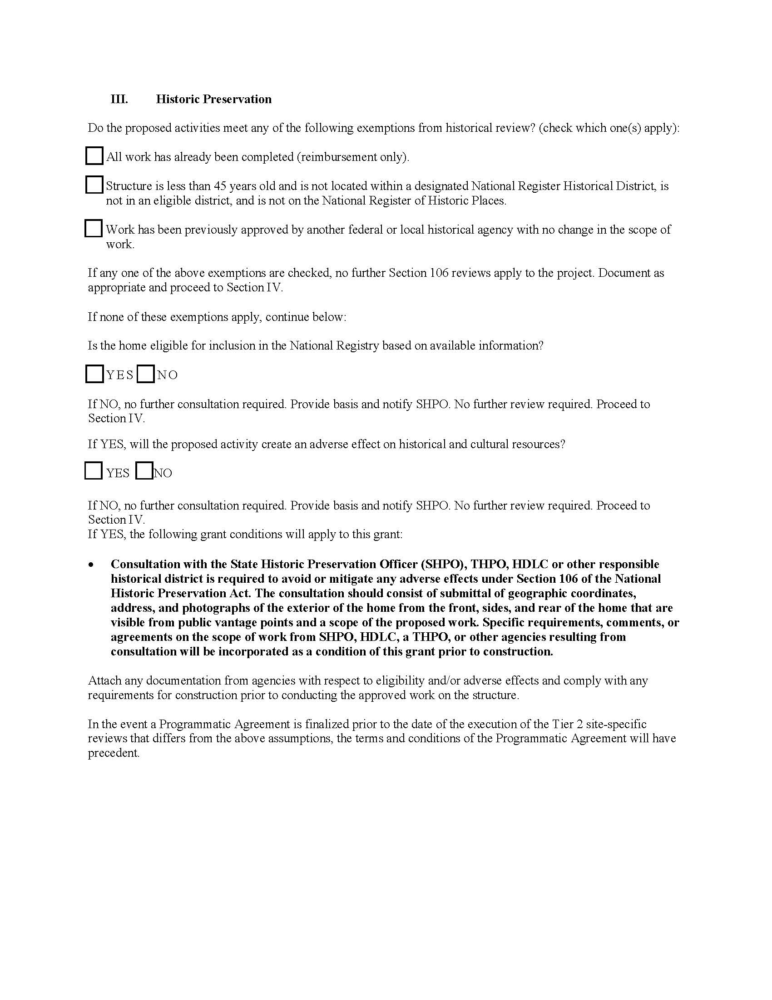 III. Historic Preservation
Do the proposed activities meet any of the following exemptions from historical review? (check which one(s) apply):
All work has already been completed (reimbursement only).
Structure is less than 45 years old and is not located within a designated National Register Historical District, is
not in an eligible district, and is not on the National Register of Historic Places.
Work has been previously approved by another federal or local historical agency with no change in the scope of
work.
If any one of the above exemptions are checked, no further Section 106 reviews apply to the project. Document as
appropriate and proceed to Section IV.
If none of these exemptions apply, continue below:
Is the home eligible for inclusion in the National Registry based on available information?
YES NO
If NO, no further consultation required. Provide basis and notify SHPO. No further review required. Proceed to
Section IV.
If YES, will the proposed activity create an adverse effect on historical and cultural resources?
YES NO
If NO, no further consultation required. Provide basis and notify SHPO. No further review required. Proceed to
Section IV.
If YES, the following grant conditions will apply to this grant:
• Consultation with the State Historic Preservation Officer (SHPO), THPO, HDLC or other responsible
historical district is required to avoid or mitigate any adverse effects under Section 106 of the National
Historic Preservation Act. The consultation should consist of submittal of geographic coordinates,
address, and photographs of the exterior of the home from the front, sides, and rear of the home that are
visible from public vantage points and a scope of the proposed work. Specific requirements, comments, or
agreements on the scope of work from SHPO, HDLC, a THPO, or other agencies resulting from
consultation will be incorporated as a condition of this grant prior to construction.
Attach any documentation from agencies with respect to eligibility and/or adverse effects and comply with any
requirements for construction prior to conducting the approved work on the structure.
In the event a Programmatic Agreement is finalized prior to the date of the execution of the Tier 2 site-specific
reviews that differs from the above assumptions, the terms and conditions of the Programmatic Agreement will have
precedent.